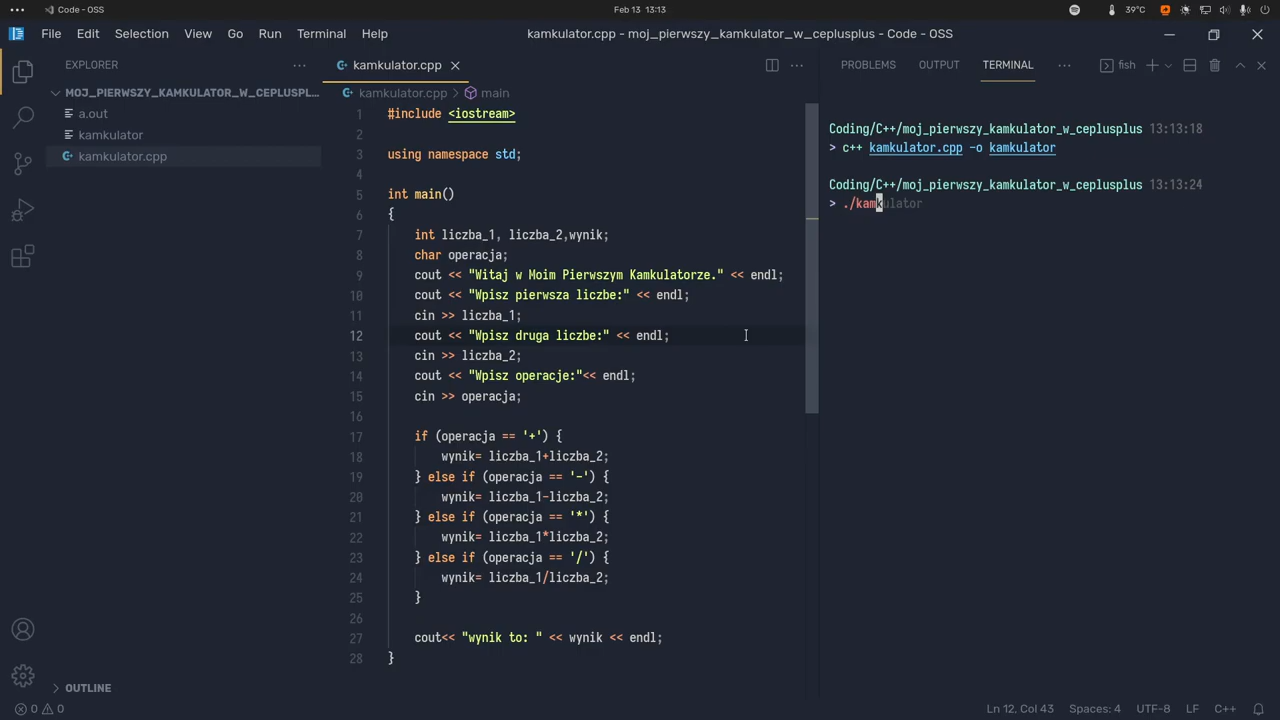 Code - OSS
Feb 13 13:13
39°C
File Edit Selection View Go Run Terminal Help
kamkulator.cpp - moj_pierwszy_kamkulator_w_ceplusplus - Code - OSS
EXPLORER
MOJ_PIERWSZY_KAMKULATOR_W_CEPLUSPL...
a.out
kamkulator
kamkulator.cpp
OUTLINE
kamkulator.cpp
kamkulator.cpp > main
1 #include <iostream>
2
3 using namespace std;
4
5 int main()
6 {
7 int liczba_1, liczba_2,wynik;
8 char operacja;
9 cout << "Witaj w Moim Pierwszym Kamkulatorze." << endl;
10 cout << "Wpisz pierwsza liczbe:" << endl;
11 cin >> liczba_1;
12 cout << "Wpisz druga liczbe:" << endl;
13 cin >> liczba_2;
14 cout << "Wpisz operacje:"<< endl;
15 cin >> operacja;
16
17 if (operacja == '+') {
18 wynik= liczba_1+liczba_2;
19 } else if (operacja == '-') {
20 wynik= liczba_1-liczba_2;
21 } else if (operacja == '*') {
22 wynik= liczba_1*liczba_2;
23 } else if (operacja == '/') {
24 wynik= liczba_1/liczba_2;
25 }
26
27 cout<< "wynik to: " << wynik << endl;
28 }
PROBLEMS OUTPUT TERMINAL
fish
Coding/C++/moj_pierwszy_kamkulator_w_ceplusplus 13:13:18
> c++ kamkulator.cpp -o kamkulator
Coding/C++/moj_pierwszy_kamkulator_w_ceplusplus 13:13:24
> ./kamkulator
0 0
Ln 12, Col 43 Spaces: 4 UTF-8 LF C++